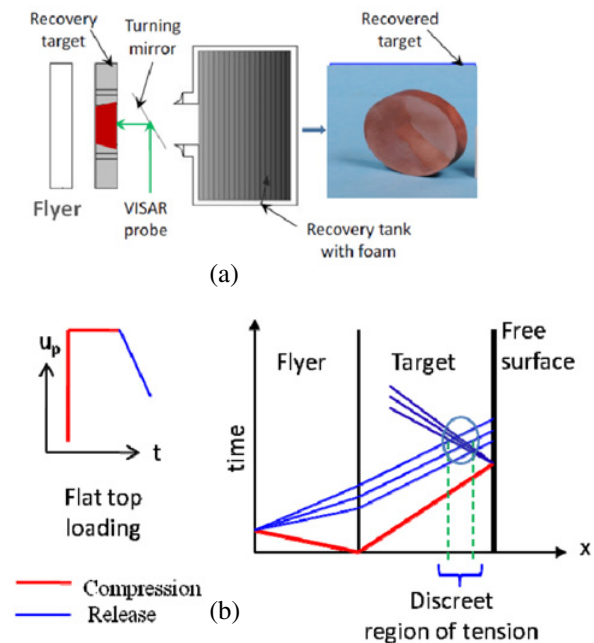 Recovery
target
Turning
mirror
Recovered
target
Flyer
VISAR
probe
Recovery tank
with foam
(a)
u_p
t
Flat top
loading
Compression
Release
(b)
time
Flyer
Target
Free
surface
x
Discreet
region of tension